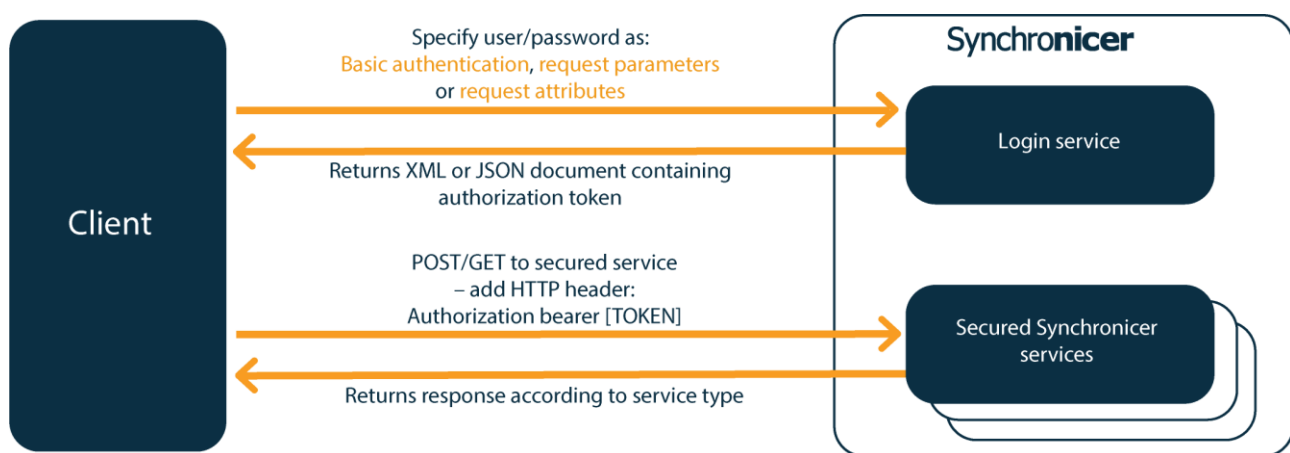 Client
Specify user/password as:
Basic authentication, request parameters
or request attributes
Returns XML or JSON document containing
authorization token
POST/GET to secured service
– add HTTP header:
Authorization bearer [TOKEN]
Returns response according to service type
Synchronicer
Login service
Secured Synchronicer
services